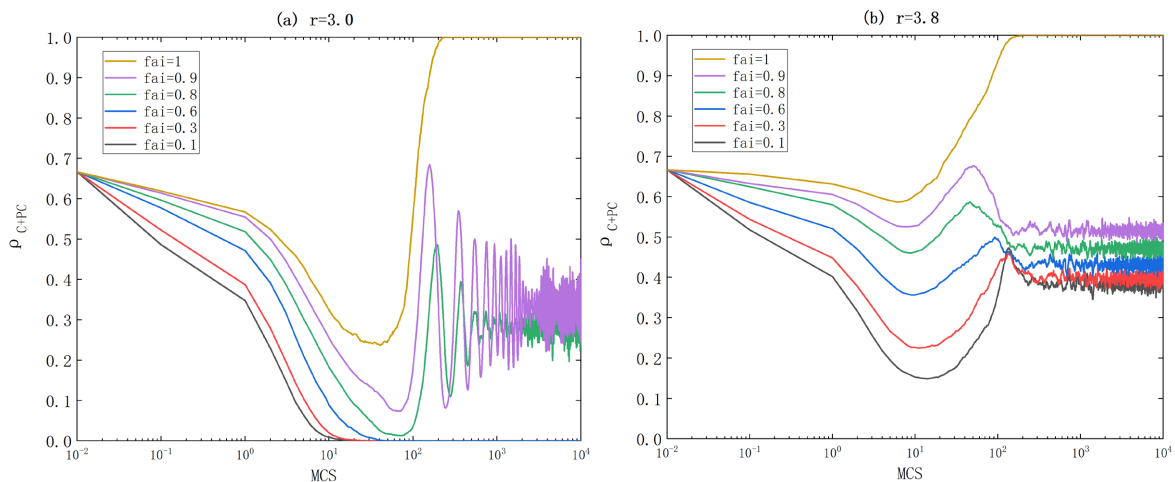 (a) r=3.0
1.0
0.9
0.8
0.7
0.6
0.5
0.4
0.3
0.2
0.1
0.0
ρ C+PC
fai=1
fai=0.9
fai=0.8
fai=0.6
fai=0.3
fai=0.1
10⁻² 10⁻¹ 10⁰ 10¹ 10² 10³ 10⁴
MCS
(b) r=3.8
1.0
0.9
0.8
0.7
0.6
0.5
0.4
0.3
0.2
0.1
0.0
ρ C+PC
fai=1
fai=0.9
fai=0.8
fai=0.6
fai=0.3
fai=0.1
10⁻² 10⁻¹ 10⁰ 10¹ 10² 10³ 10⁴
MCS